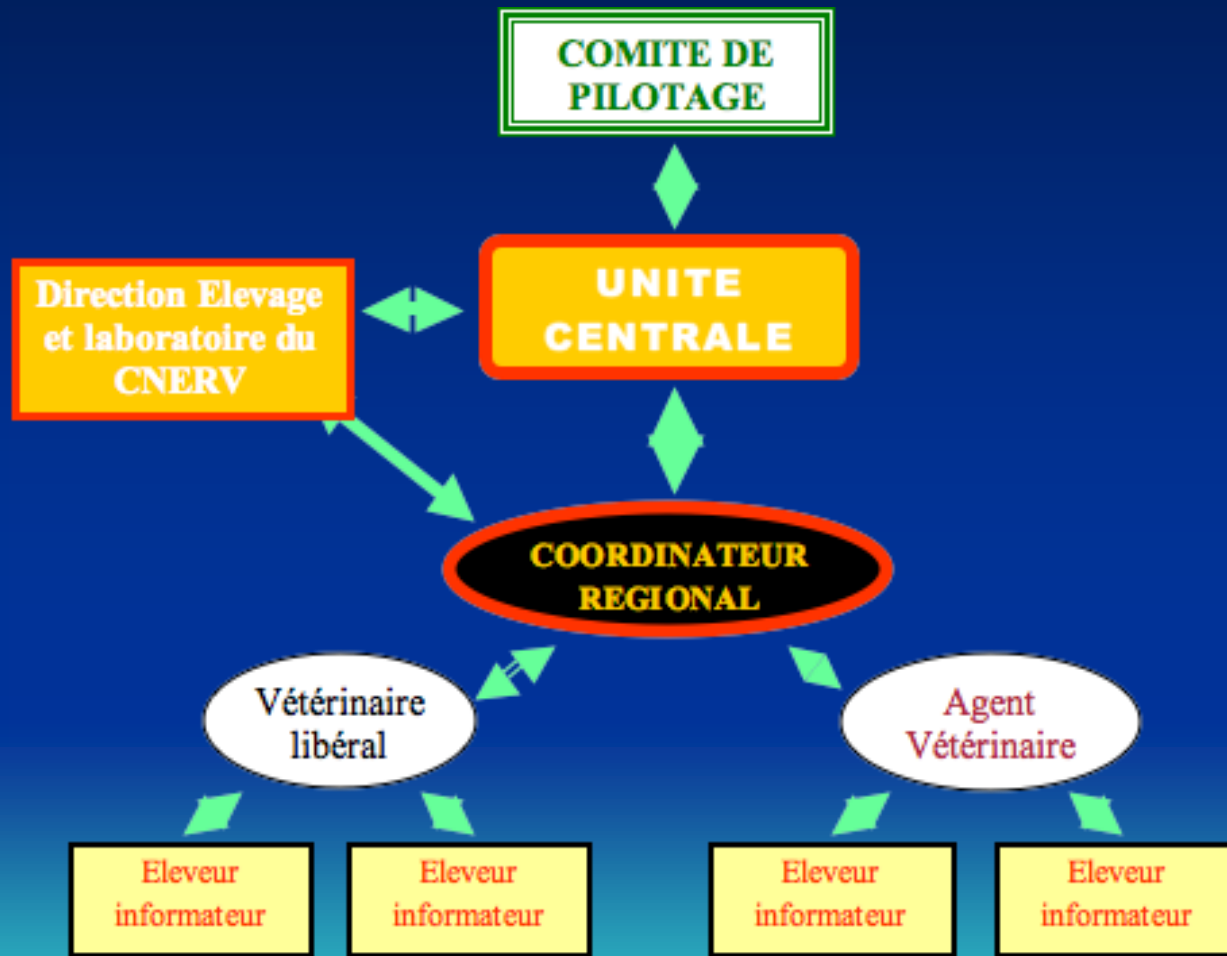 COMITE DE
PILOTAGE
Direction Elevage
et laboratoire du
CNERV
UNITE
CENTRALE
COORDINATEUR
REGIONAL
Vétérinaire
libéral
Agent
Vétérinaire
Eleveur
informateur
Eleveur
informateur
Eleveur
informateur
Eleveur
informateur